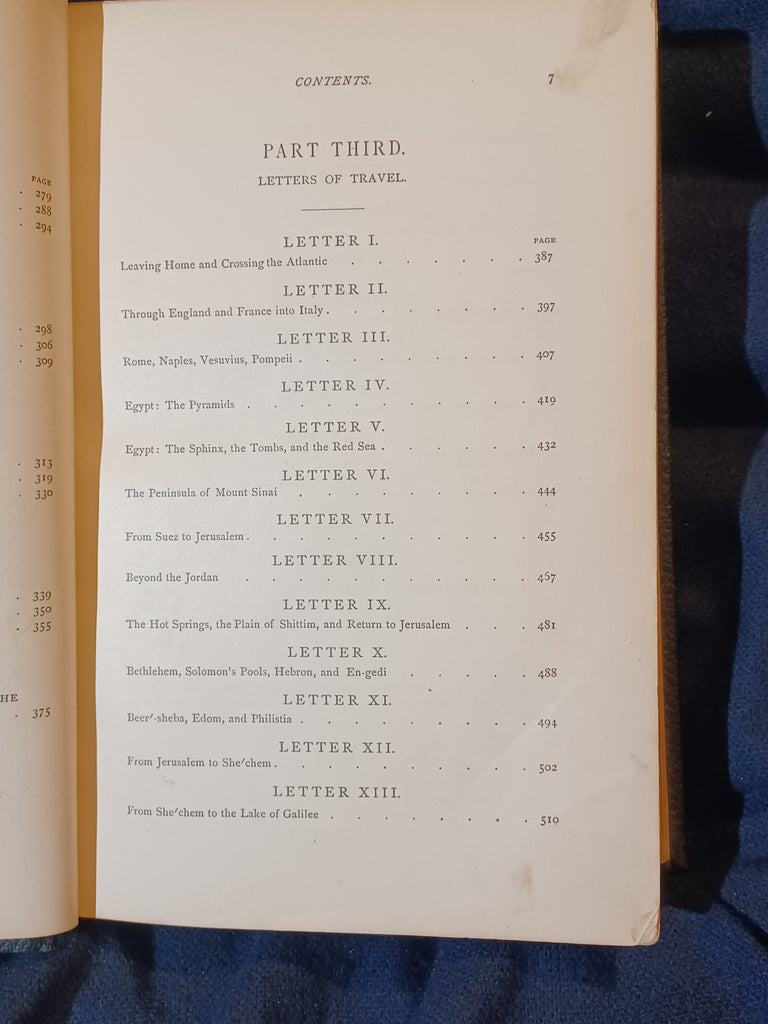 PAGE
. 279
. 288
. 294
. 298
. 306
. 309
. 313
. 319
. 330
. 339
. 350
. 355
HE
. 375
CONTENTS. 7
PART THIRD.
LETTERS OF TRAVEL.
LETTER I. PAGE
Leaving Home and Crossing the Atlantic . . . . . . . 387
LETTER II.
Through England and France into Italy . . . . . . . . 397
LETTER III.
Rome, Naples, Vesuvius, Pompeii . . . . . . . . . 407
LETTER IV.
Egypt: The Pyramids . . . . . . . . . . . 419
LETTER V.
Egypt: The Sphinx, the Tombs, and the Red Sea . . . . . . 432
LETTER VI.
The Peninsula of Mount Sinai . . . . . . . . . 444
LETTER VII.
From Suez to Jerusalem . . . . . . . . . . . 455
LETTER VIII.
Beyond the Jordan . . . . . . . . . . . 467
LETTER IX.
The Hot Springs, the Plain of Shittim, and Return to Jerusalem . . . 481
LETTER X.
Bethlehem, Solomon's Pools, Hebron, and En-gedi . . . . . 488
LETTER XI.
Beer′-sheba, Edom, and Philistia . . . . . . . . . 494
LETTER XII.
From Jerusalem to She′chem . . . . . . . . . . 502
LETTER XIII.
From She′chem to the Lake of Galilee . . . . . . . . 510